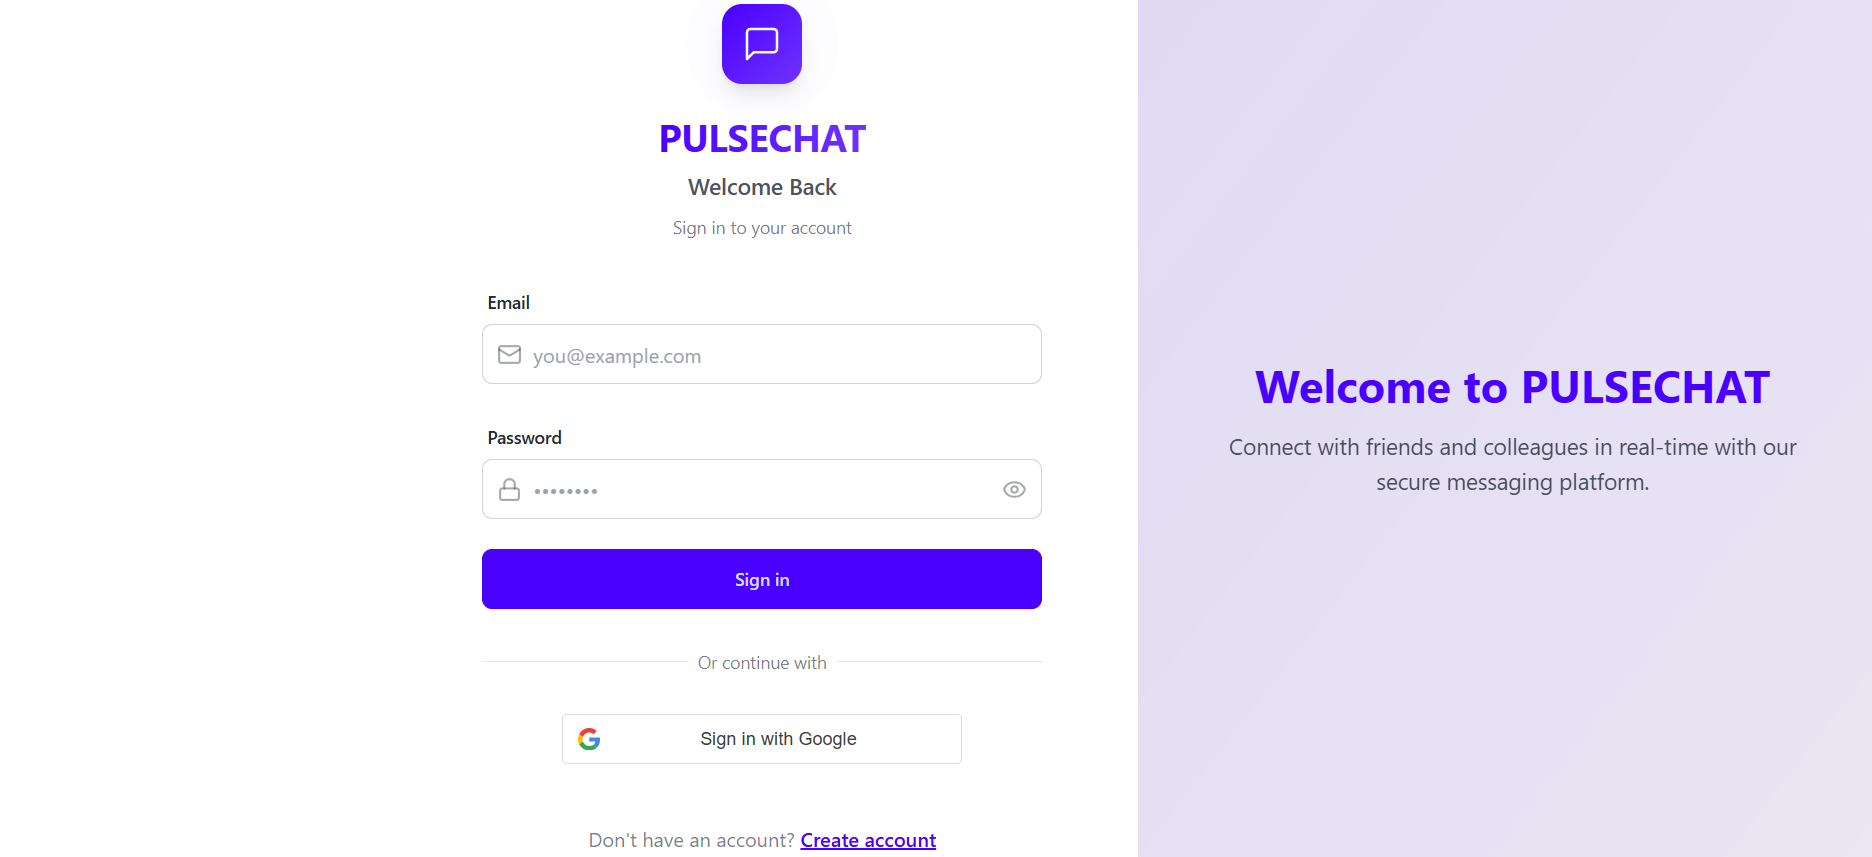 PULSECHAT
Welcome Back
Sign in to your account
Email
you@example.com
Password
••••••••
Sign in
Or continue with
Sign in with Google
Don't have an account? Create account
Welcome to PULSECHAT
Connect with friends and colleagues in real-time with our
secure messaging platform.